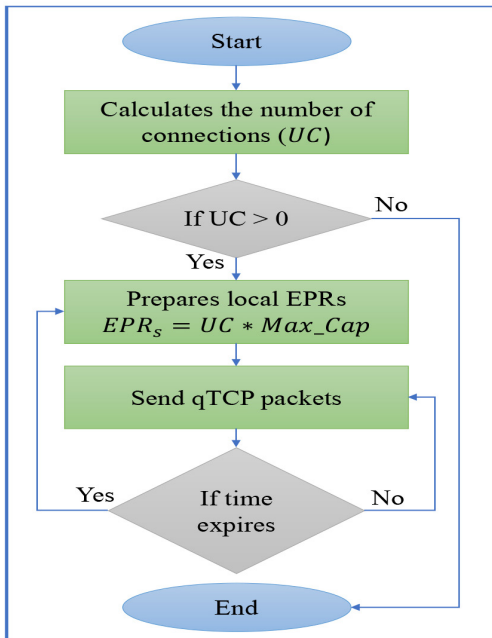 Start
Calculates the number of
connections (UC)
If UC > 0
No
Yes
Prepares local EPRs
EPRₛ = UC * Max_Cap
Send qTCP packets
Yes
If time
expires
No
End